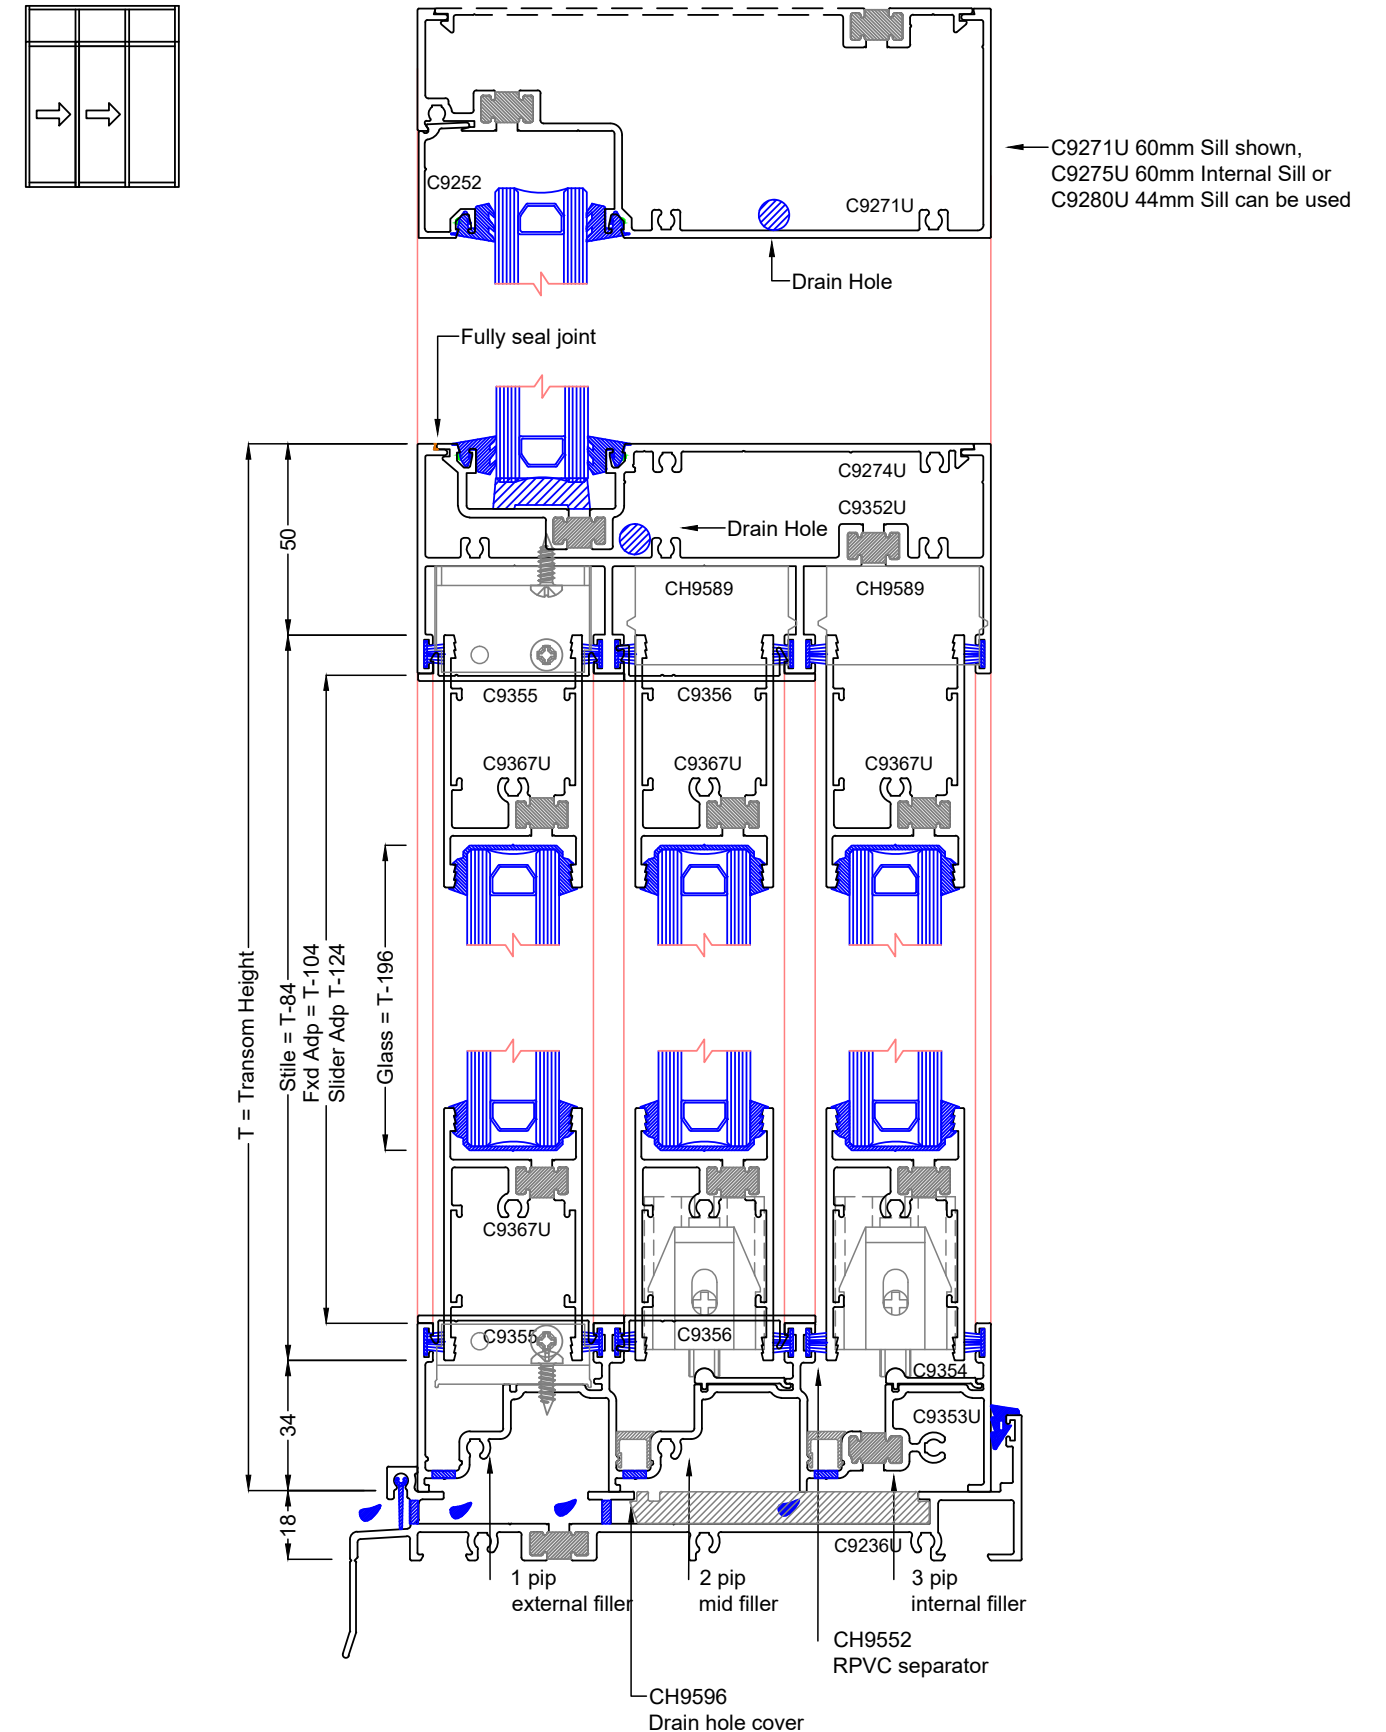 C9271U 60mm Sill shown,
C9275U 60mm Internal Sill or
C9280U 44mm Sill can be used
C9252
C9271U
Drain Hole
Fully seal joint
C9274U
C9352U
Drain Hole
50
CH9589
CH9589
C9355
C9356
C9367U
C9367U
C9367U
T = Transom Height
Stile = T-84
Fxd Adp = T-104
Slider Adp T-124
Glass = T-196
C9367U
C9355
C9356
C9354
C9353U
34
18
C9236U
1 pip
external filler
2 pip
mid filler
3 pip
internal filler
CH9552
RPVC separator
CH9596
Drain hole cover